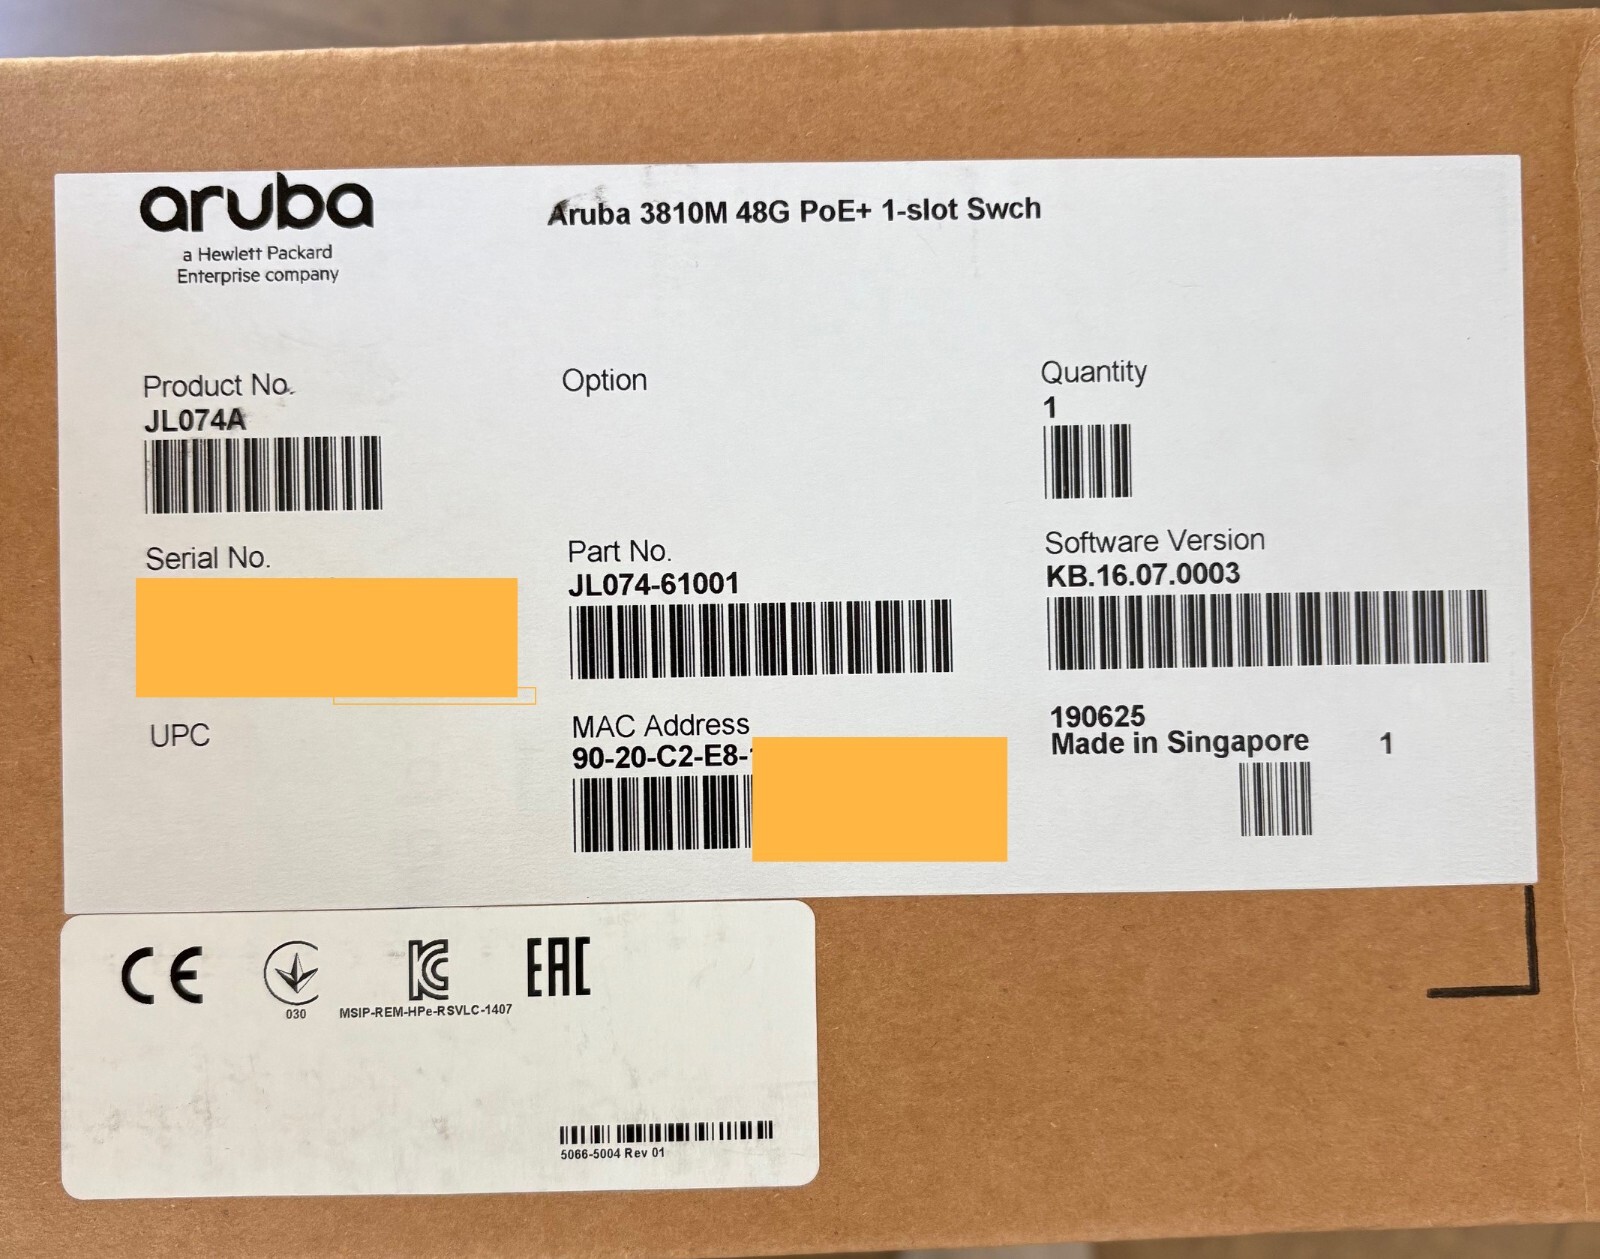 aruba
a Hewlett Packard
Enterprise company
Aruba 3810M 48G PoE+ 1-slot Swch
Product No.
JL074A
Option
Quantity
1
Serial No.
Part No.
JL074-61001
Software Version
KB.16.07.0003
UPC
MAC Address
90-20-C2-E8-
190625
Made in Singapore 1
CE
030
KC
MSIP-REM-HPe-RSVLC-1407
EAC
5066-5004 Rev 01